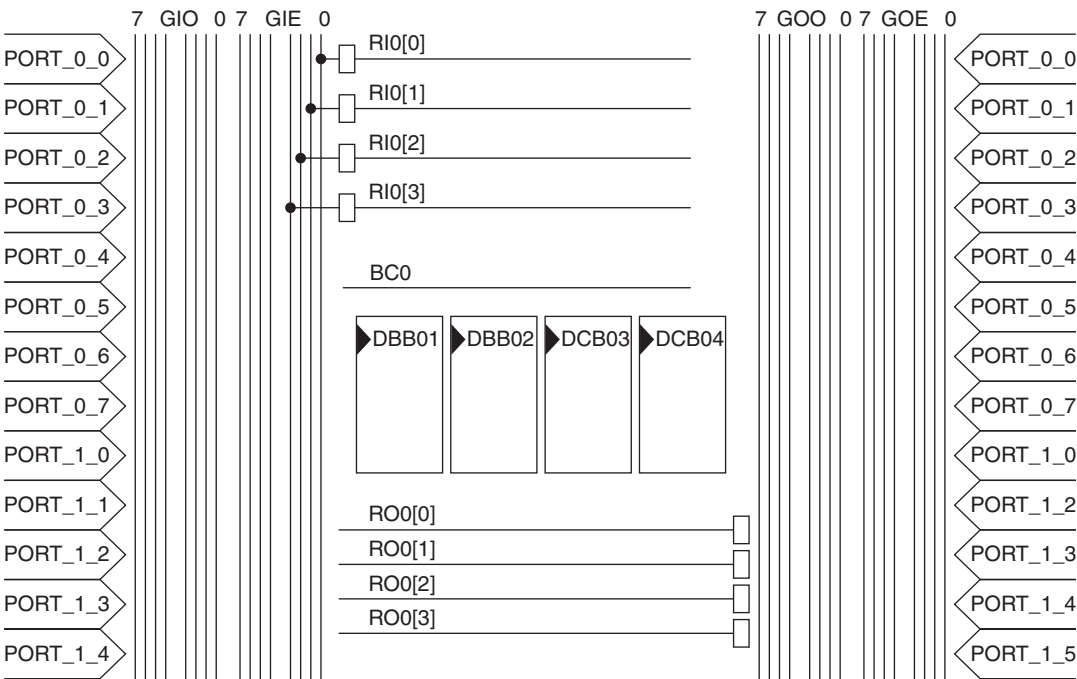 7 GIO 0 7 GIE 0 7 GOO 0 7 GOE 0
PORT_0_0 RI0[0] PORT_0_0
PORT_0_1 RI0[1] PORT_0_1
PORT_0_2 RI0[2] PORT_0_2
PORT_0_3 RI0[3] PORT_0_3
PORT_0_4 BC0 PORT_0_4
PORT_0_5 PORT_0_5
DBB01 DBB02 DCB03 DCB04
PORT_0_6 PORT_0_6
PORT_0_7 PORT_0_7
PORT_1_0 PORT_1_0
PORT_1_1 RO0[0] PORT_1_2
PORT_1_2 RO0[1] PORT_1_3
RO0[2]
PORT_1_3 RO0[3] PORT_1_4
PORT_1_4 PORT_1_5